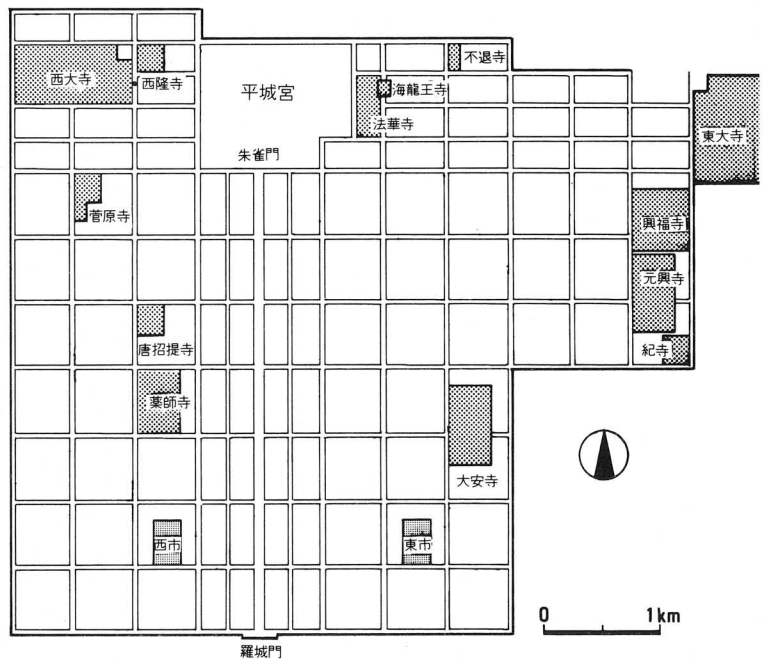 不退寺
西大寺
西隆寺
平城宮
海龍王寺
法華寺
東大寺
朱雀門
菅原寺
興福寺
元興寺
唐招提寺
紀寺
薬師寺
大安寺
西市
東市
0 1km
羅城門